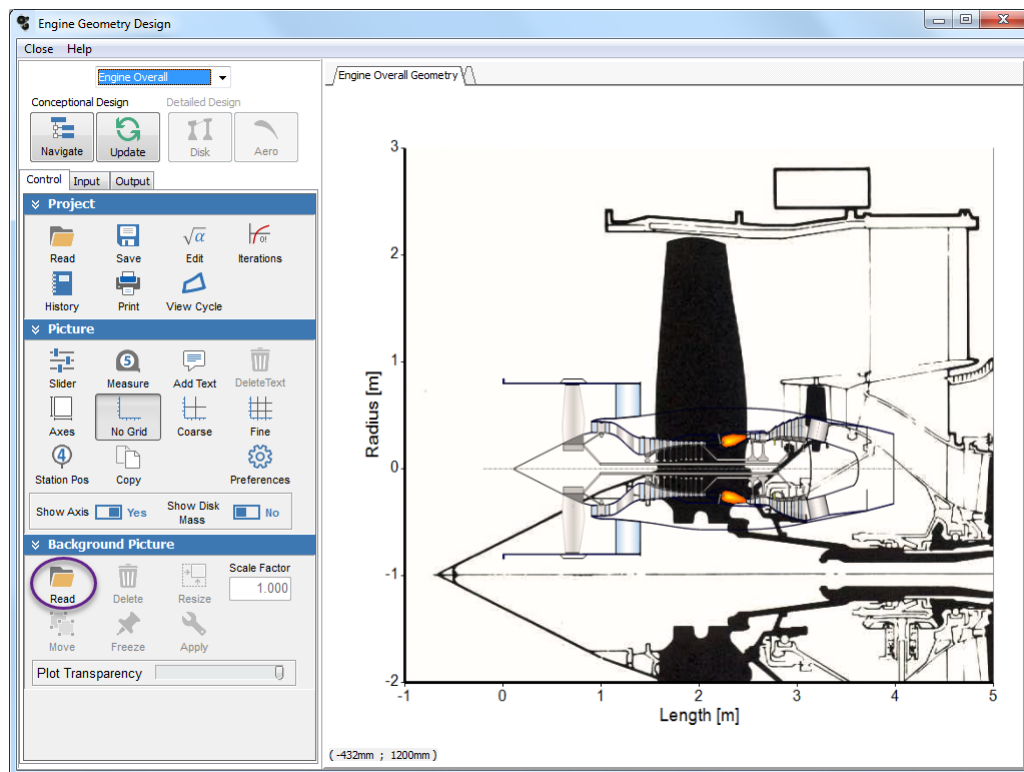 Engine Geometry Design
Close Help
Engine Overall
Engine Overall Geometry
Conceptional Design Detailed Design
Navigate Update Disk Aero
Control Input Output
Project
Read Save Edit Iterations
History Print View Cycle
Picture
Slider Measure Add Text DeleteText
Axes No Grid Coarse Fine
Station Pos Copy Preferences
Show Axis Yes Show Disk Mass No
Background Picture
Read Delete Resize Scale Factor
1.000
Move Freeze Apply
Plot Transparency
Radius [m]
3
2
1
0
-1
-2
-1 0 1 2 3 4 5
Length [m]
( -432mm ; 1200mm )